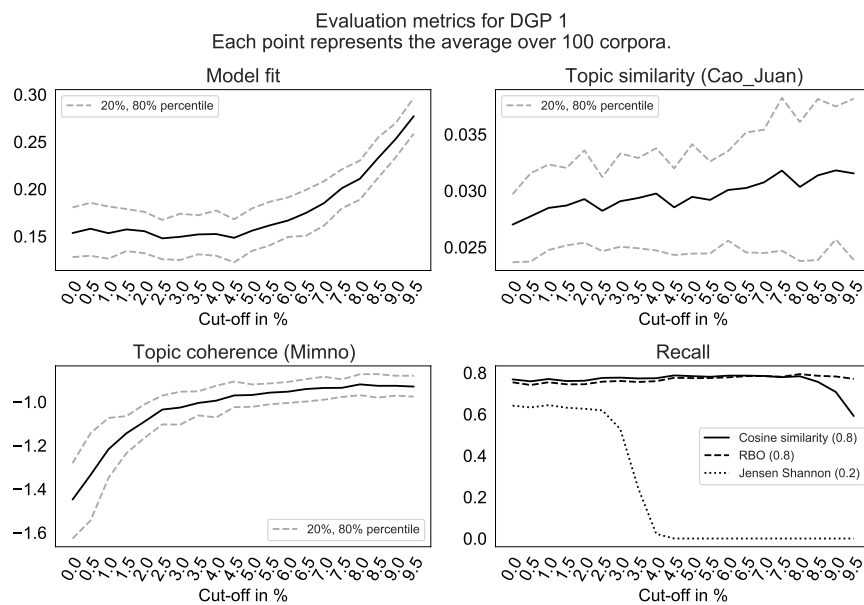 Evaluation metrics for DGP 1
Each point represents the average over 100 corpora.
Model fit
0.30
0.25
0.20
0.15
20%, 80% percentile
0.0 0.5 1.0 1.5 2.0 2.5 3.0 3.5 4.0 4.5 5.0 5.5 6.0 6.5 7.0 7.5 8.0 8.5 9.0 9.5
Cut-off in %
Topic similarity (Cao_Juan)
0.035
0.030
0.025
20%, 80% percentile
0.0 0.5 1.0 1.5 2.0 2.5 3.0 3.5 4.0 4.5 5.0 5.5 6.0 6.5 7.0 7.5 8.0 8.5 9.0 9.5
Cut-off in %
Topic coherence (Mimno)
−1.0
−1.2
−1.4
−1.6
20%, 80% percentile
0.0 0.5 1.0 1.5 2.0 2.5 3.0 3.5 4.0 4.5 5.0 5.5 6.0 6.5 7.0 7.5 8.0 8.5 9.0 9.5
Cut-off in %
Recall
0.8
0.6
0.4
0.2
0.0
Cosine similarity (0.8)
RBO (0.8)
Jensen Shannon (0.2)
0.0 0.5 1.0 1.5 2.0 2.5 3.0 3.5 4.0 4.5 5.0 5.5 6.0 6.5 7.0 7.5 8.0 8.5 9.0 9.5
Cut-off in %